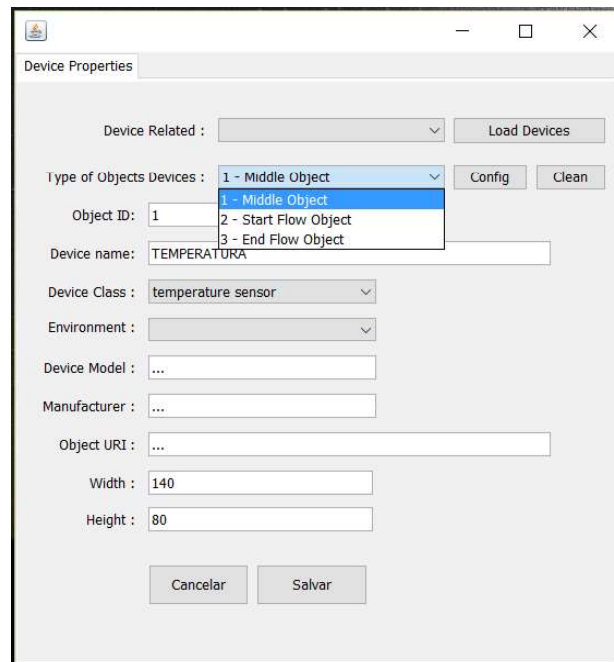 Device Properties
Device Related : Load Devices
Type of Objects Devices : 1 - Middle Object Config Clean
1 - Middle Object
2 - Start Flow Object
3 - End Flow Object
Object ID: 1
Device name: TEMPERATURA
Device Class : temperature sensor
Environment :
Device Model : ...
Manufacturer : ...
Object URI : ...
Width : 140
Height : 80
Cancelar Salvar